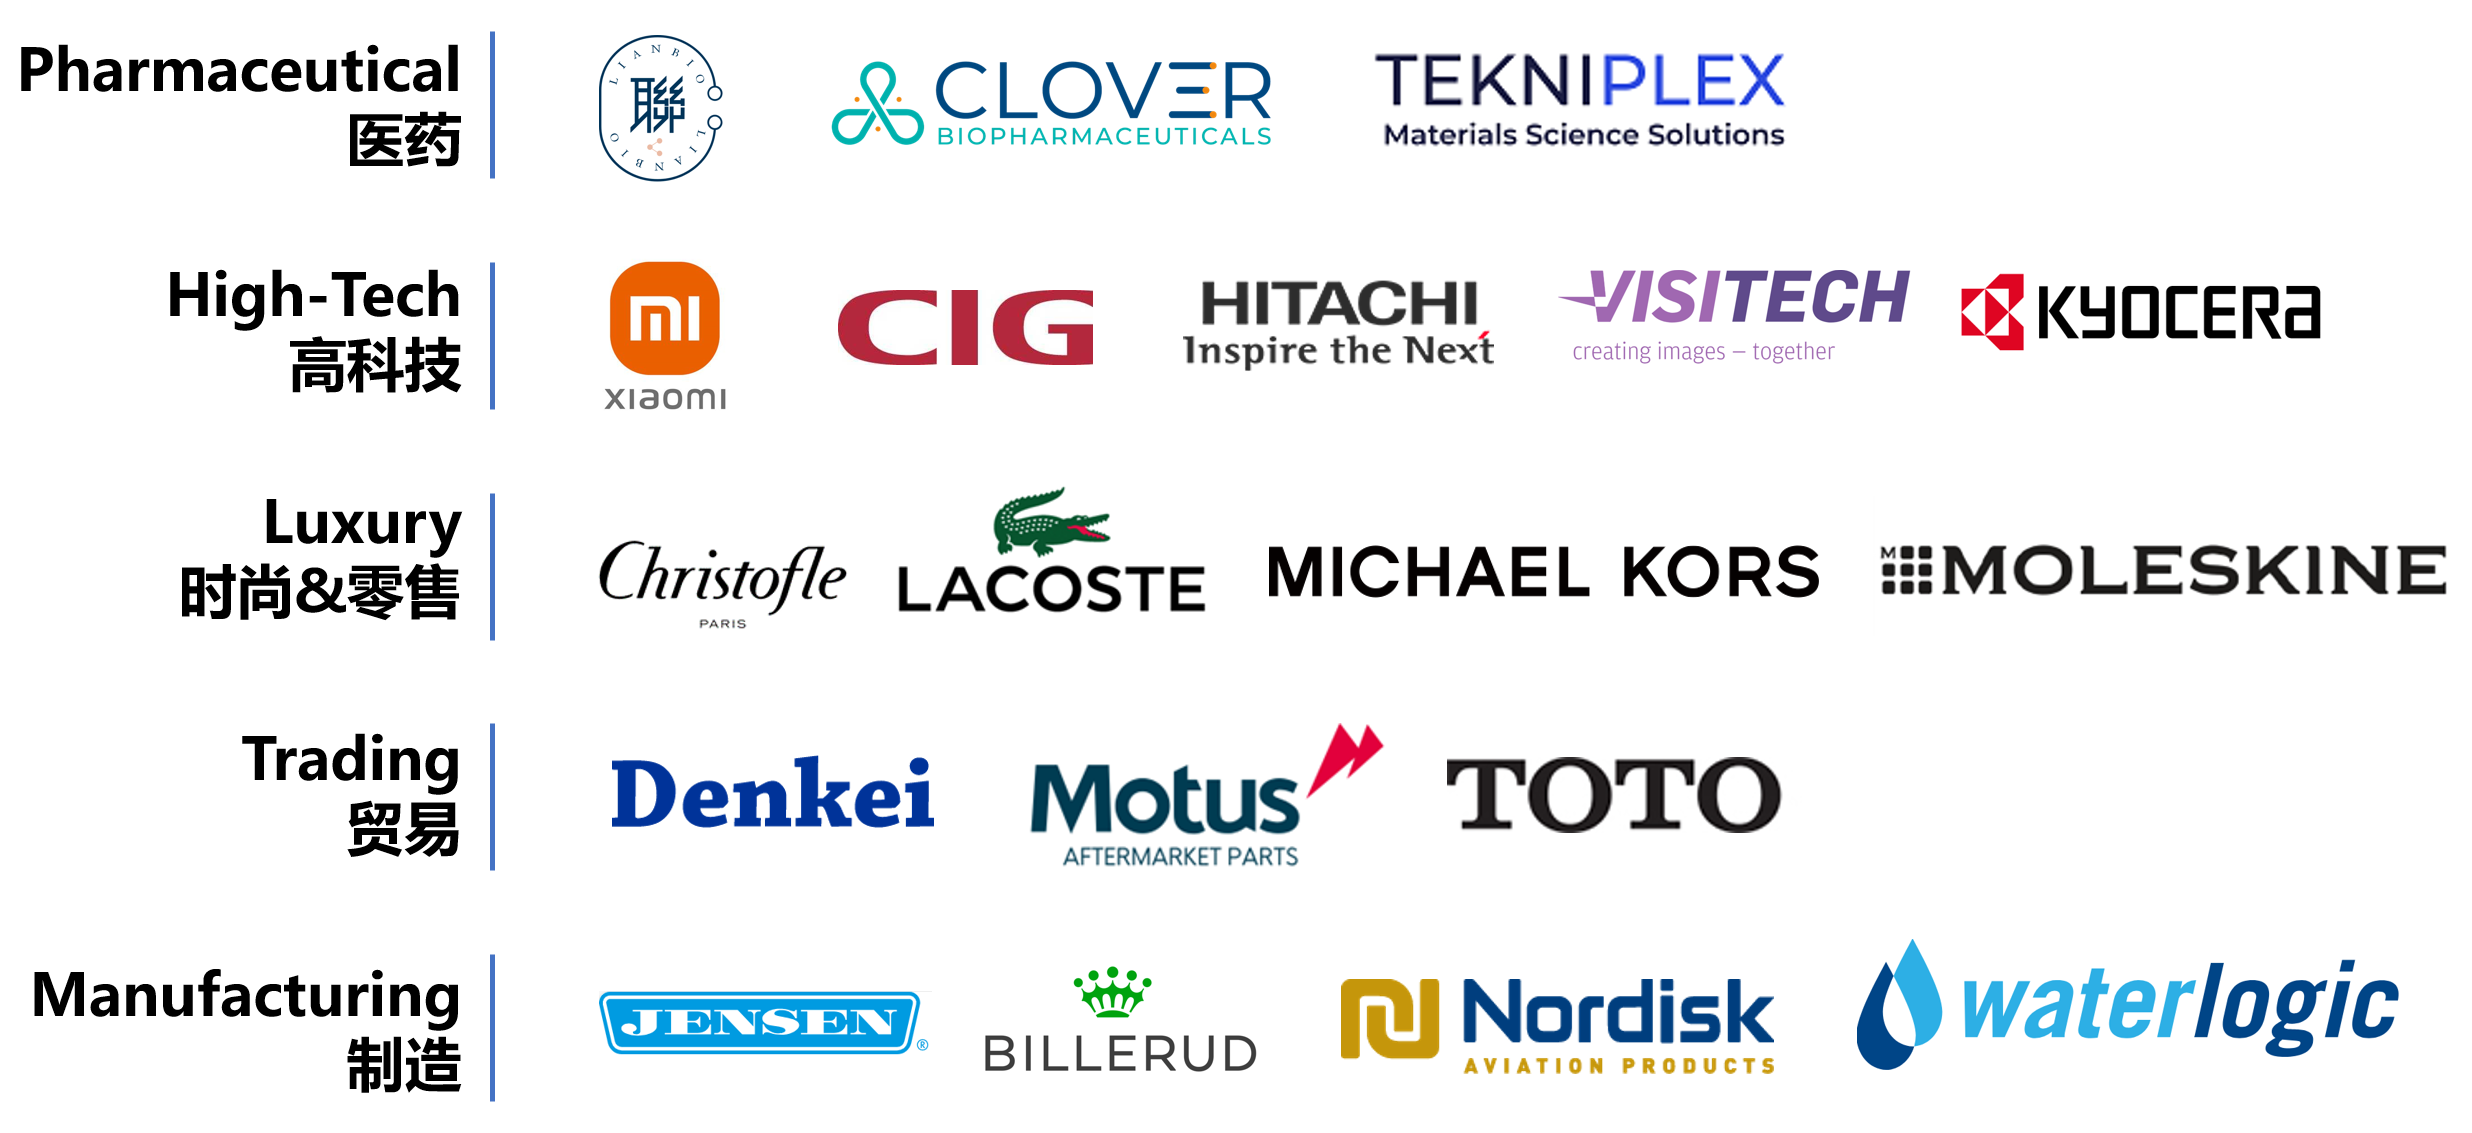 Pharmaceutical
医药
LIANBIO
聯
LIANBIO
CLOVER
BIOPHARMACEUTICALS
TEKNIPLEX
Materials Science Solutions
High-Tech
高科技
xiaomi
CIG
HITACHI
Inspire the Next
VISITECH
creating images – together
KYOCERA
Luxury
时尚&零售
Christofle
PARIS
LACOSTE
MICHAEL KORS
M MOLESKINE
Trading
贸易
Denkei
Motus
AFTERMARKET PARTS
TOTO
Manufacturing
制造
JENSEN ®
BILLERUD
Nordisk
AVIATION PRODUCTS
waterlogic